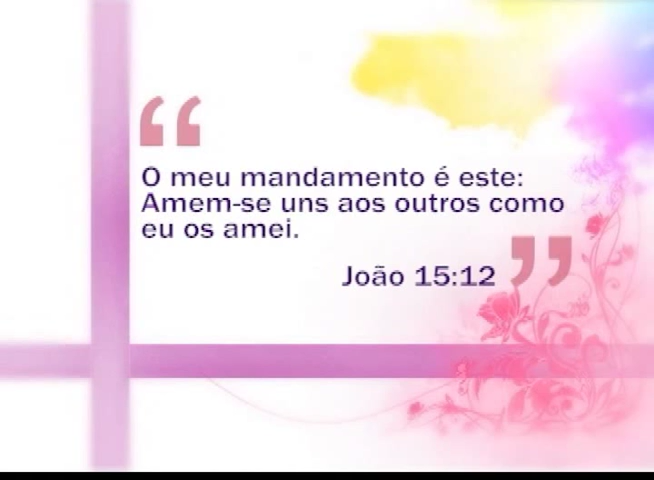 “
O meu mandamento é este:
Amem-se uns aos outros como
eu os amei.
João 15:12 ”